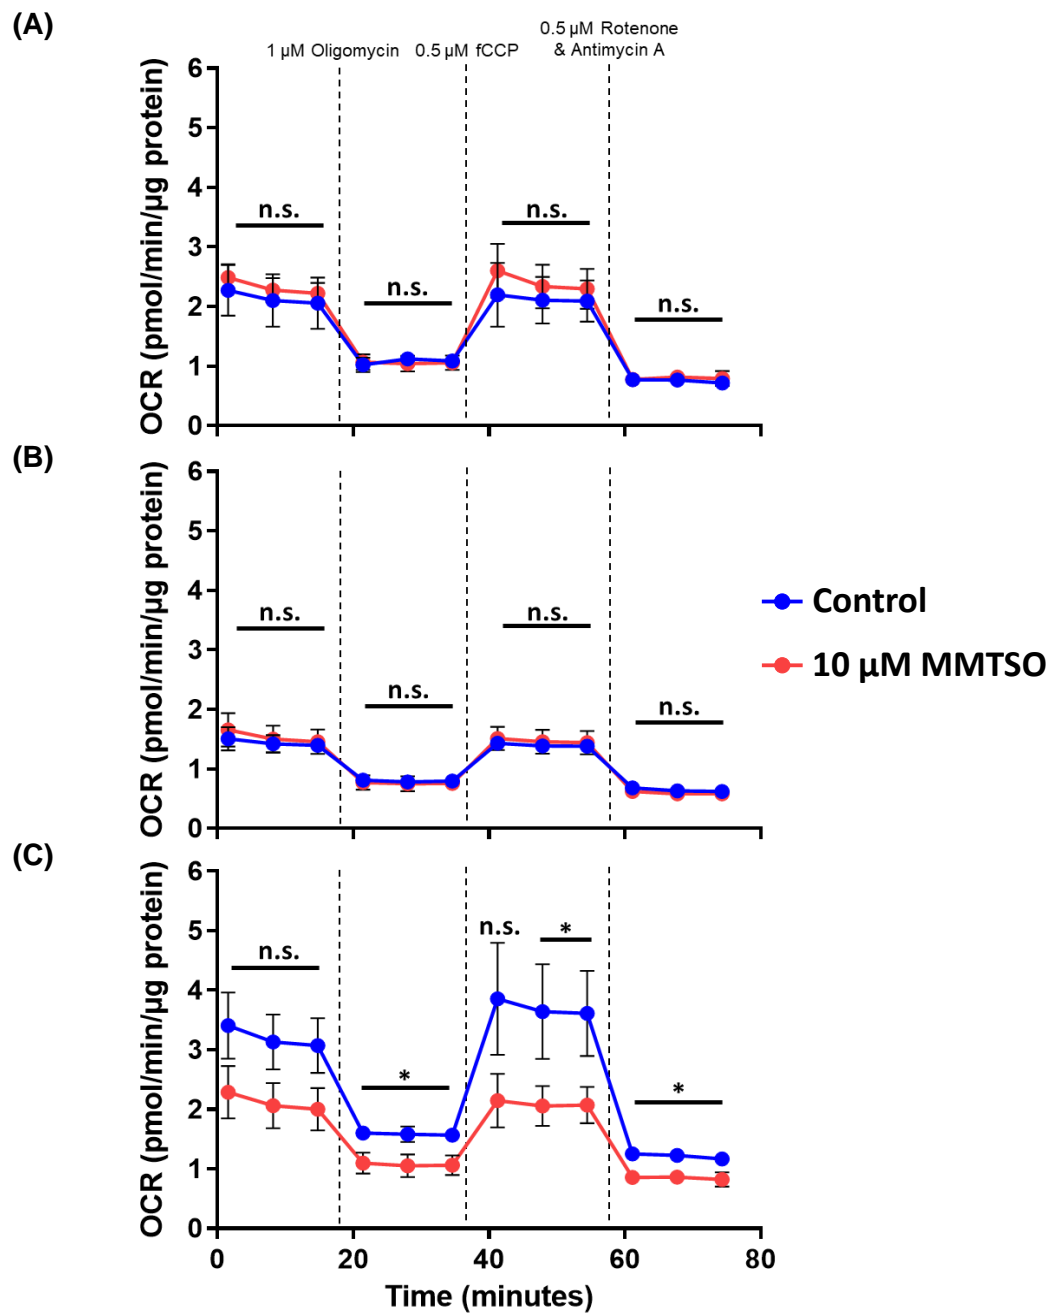 (A)
1 µM Oligomycin
0.5 µM fCCP
0.5 µM Rotenone
& Antimycin A
OCR (pmol/min/µg protein)
6
5
4
3
2
1
0
n.s.
n.s.
n.s.
n.s.
(B)
OCR (pmol/min/µg protein)
6
5
4
3
2
1
0
n.s.
n.s.
n.s.
n.s.
Control
10 µM MMTSO
(C)
OCR (pmol/min/µg protein)
6
5
4
3
2
1
0
n.s.
*
n.s.
*
*
0 20 40 60 80
Time (minutes)